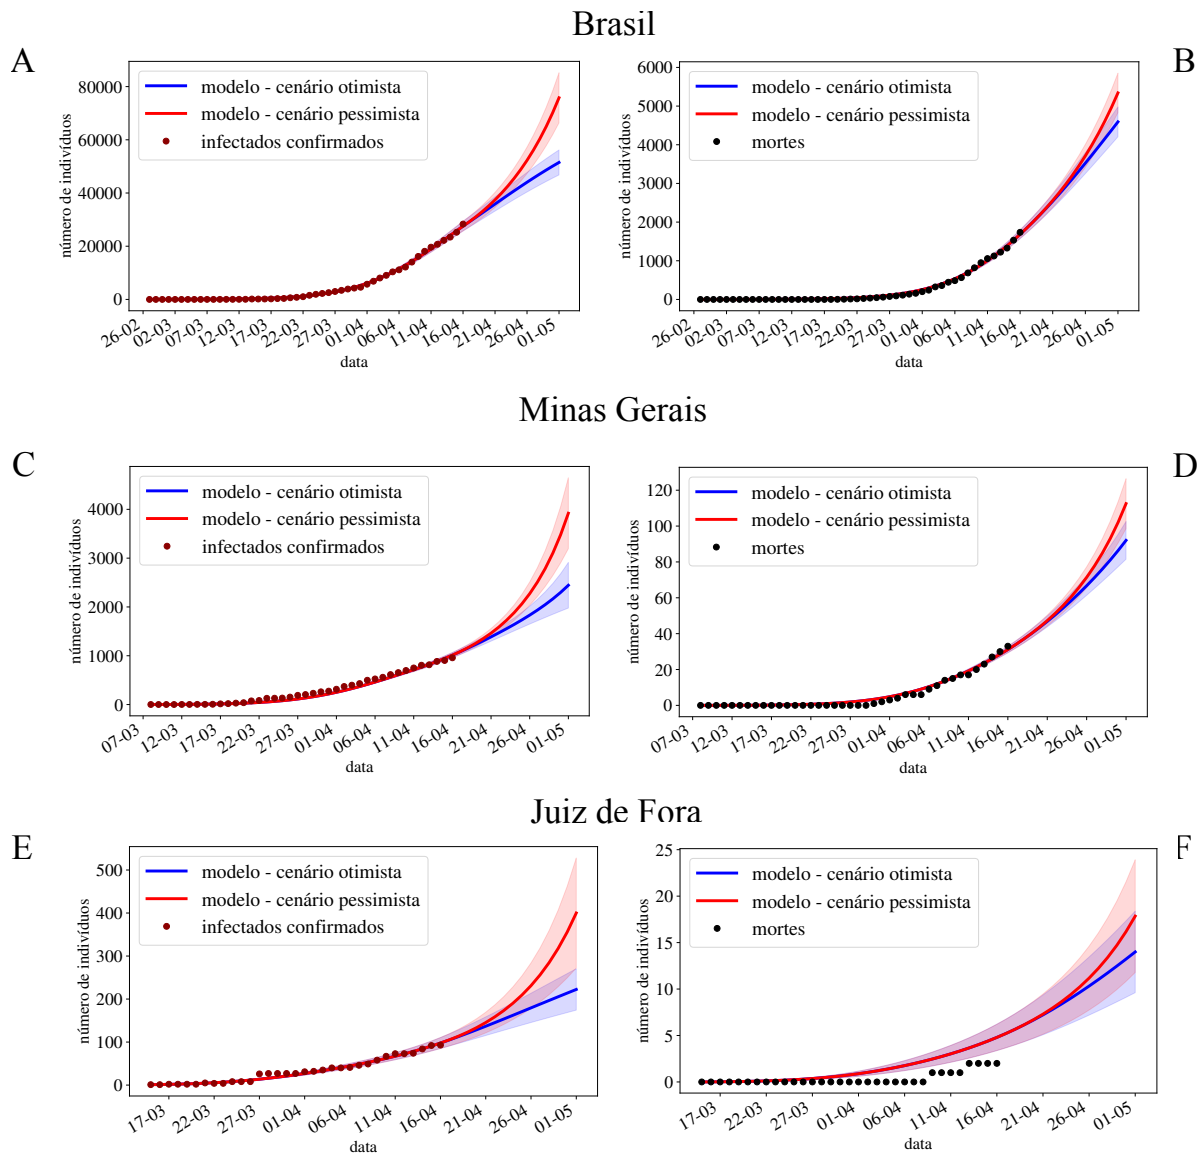 Brasil
A
modelo - cenário otimista
modelo - cenário pessimista
infectados confirmados
número de indivíduos
80000
60000
40000
20000
0
26-02
02-03
07-03
12-03
17-03
22-03
27-03
01-04
06-04
11-04
16-04
21-04
26-04
01-05
data
B
modelo - cenário otimista
modelo - cenário pessimista
mortes
número de indivíduos
6000
5000
4000
3000
2000
1000
0
26-02
02-03
07-03
12-03
17-03
22-03
27-03
01-04
06-04
11-04
16-04
21-04
26-04
01-05
data
Minas Gerais
C
modelo - cenário otimista
modelo - cenário pessimista
infectados confirmados
número de indivíduos
4000
3000
2000
1000
0
07-03
12-03
17-03
22-03
27-03
01-04
06-04
11-04
16-04
21-04
26-04
01-05
data
D
modelo - cenário otimista
modelo - cenário pessimista
mortes
número de indivíduos
120
100
80
60
40
20
0
07-03
12-03
17-03
22-03
27-03
01-04
06-04
11-04
16-04
21-04
26-04
01-05
data
Juiz de Fora
E
modelo - cenário otimista
modelo - cenário pessimista
infectados confirmados
número de indivíduos
500
400
300
200
100
0
17-03
22-03
27-03
01-04
06-04
11-04
16-04
21-04
26-04
01-05
data
F
modelo - cenário otimista
modelo - cenário pessimista
mortes
número de indivíduos
25
20
15
10
5
0
17-03
22-03
27-03
01-04
06-04
11-04
16-04
21-04
26-04
01-05
data